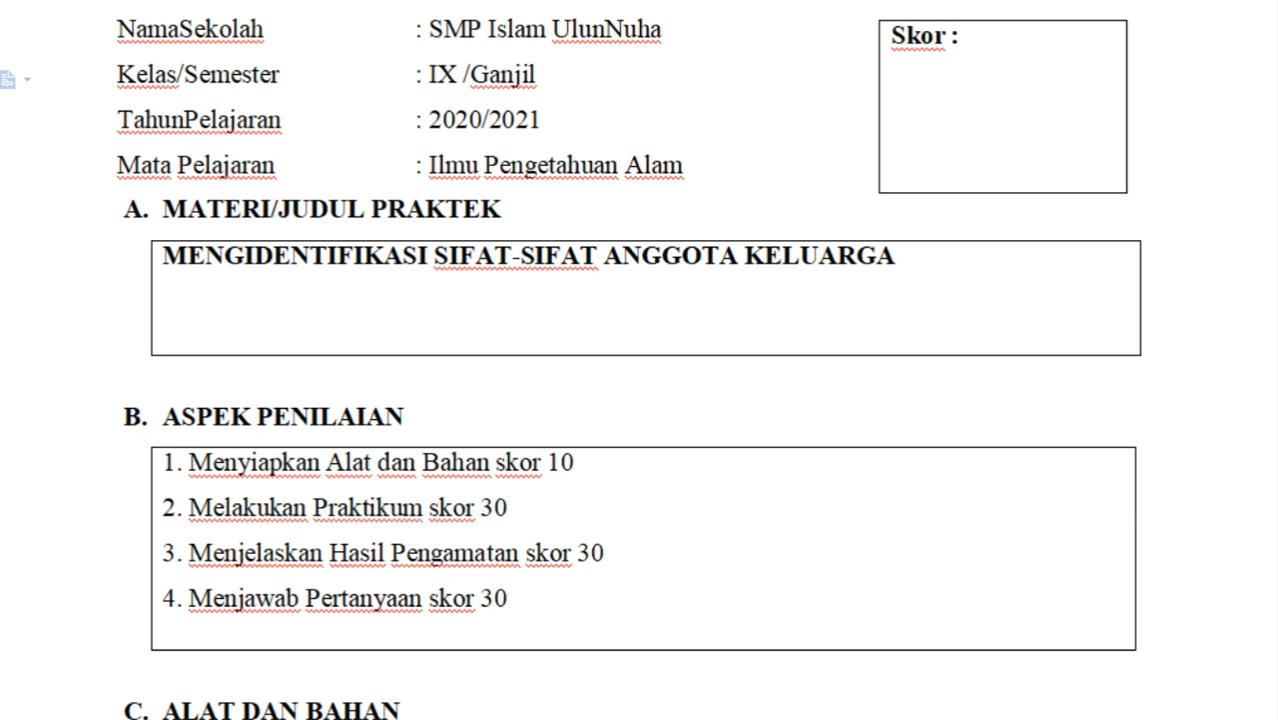 NamaSekolah : SMP Islam UlunNuha
Skor :
Kelas/Semester : IX /Ganjil
TahunPelajaran : 2020/2021
Mata Pelajaran : Ilmu Pengetahuan Alam
A. MATERI/JUDUL PRAKTEK
MENGIDENTIFIKASI SIFAT-SIFAT ANGGOTA KELUARGA
B. ASPEK PENILAIAN
1. Menyiapkan Alat dan Bahan skor 10
2. Melakukan Praktikum skor 30
3. Menjelaskan Hasil Pengamatan skor 30
4. Menjawab Pertanyaan skor 30
C. ALAT DAN BAHAN